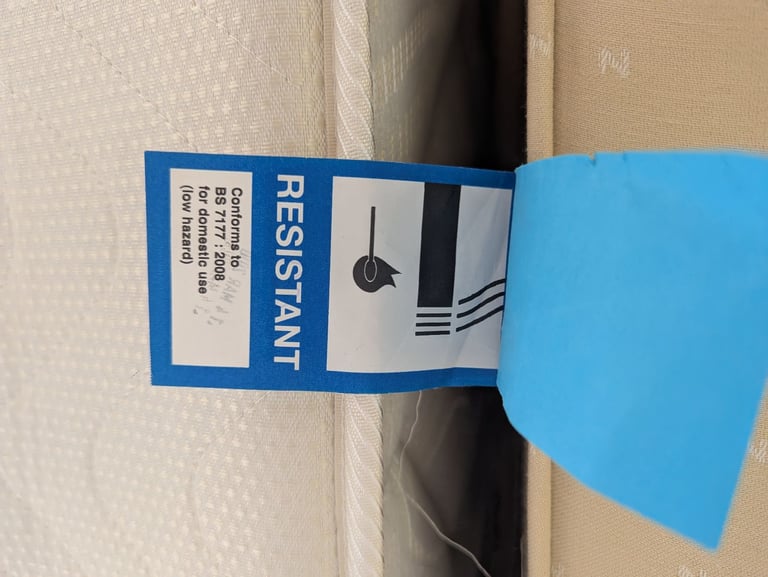 RESISTANT
Conforms to
BS 7177 : 2008
for domestic use
(low hazard)